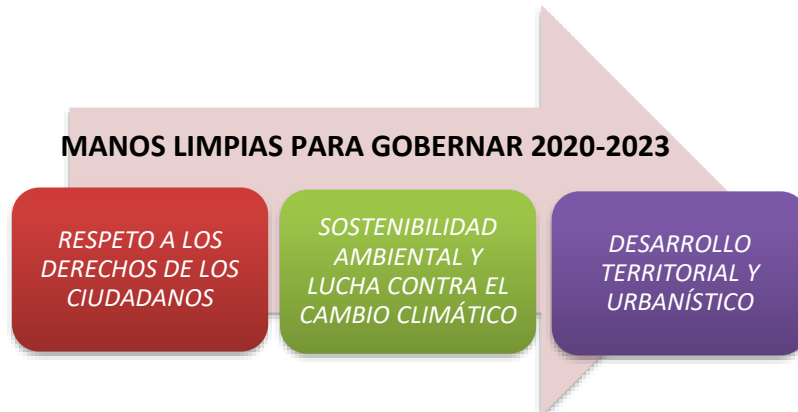 MANOS LIMPIAS PARA GOBERNAR 2020-2023
RESPETO A LOS
DERECHOS DE LOS
CIUDADANOS
SOSTENIBILIDAD
AMBIENTAL Y
LUCHA CONTRA EL
CAMBIO CLIMÁTICO
DESARROLLO
TERRITORIAL Y
URBANÍSTICO